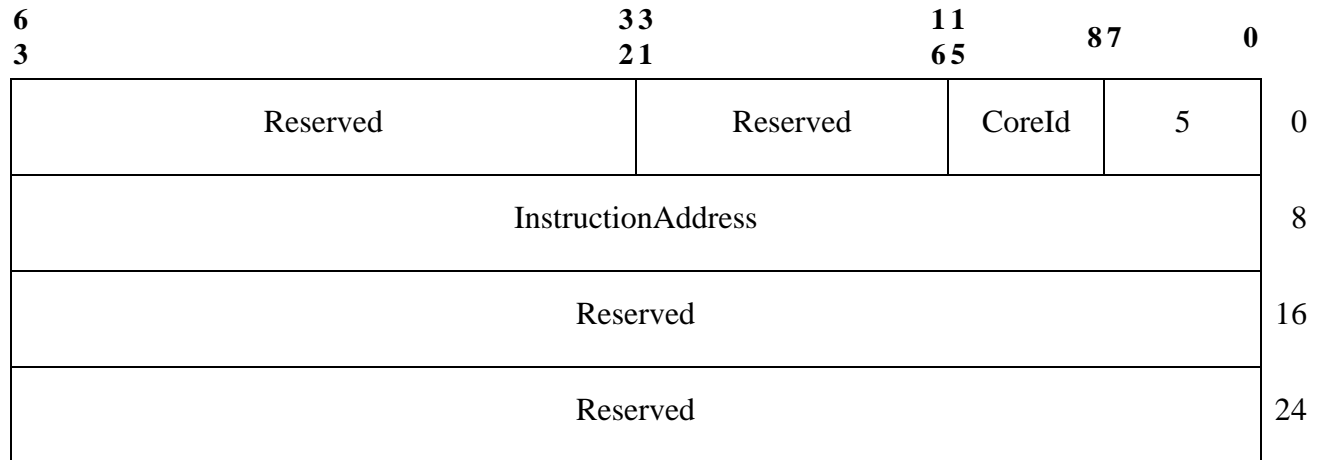 6 3 3 1 1 8 7 0
3 2 1 6 5
Reserved Reserved CoreId 5 0
InstructionAddress 8
Reserved 16
Reserved 24